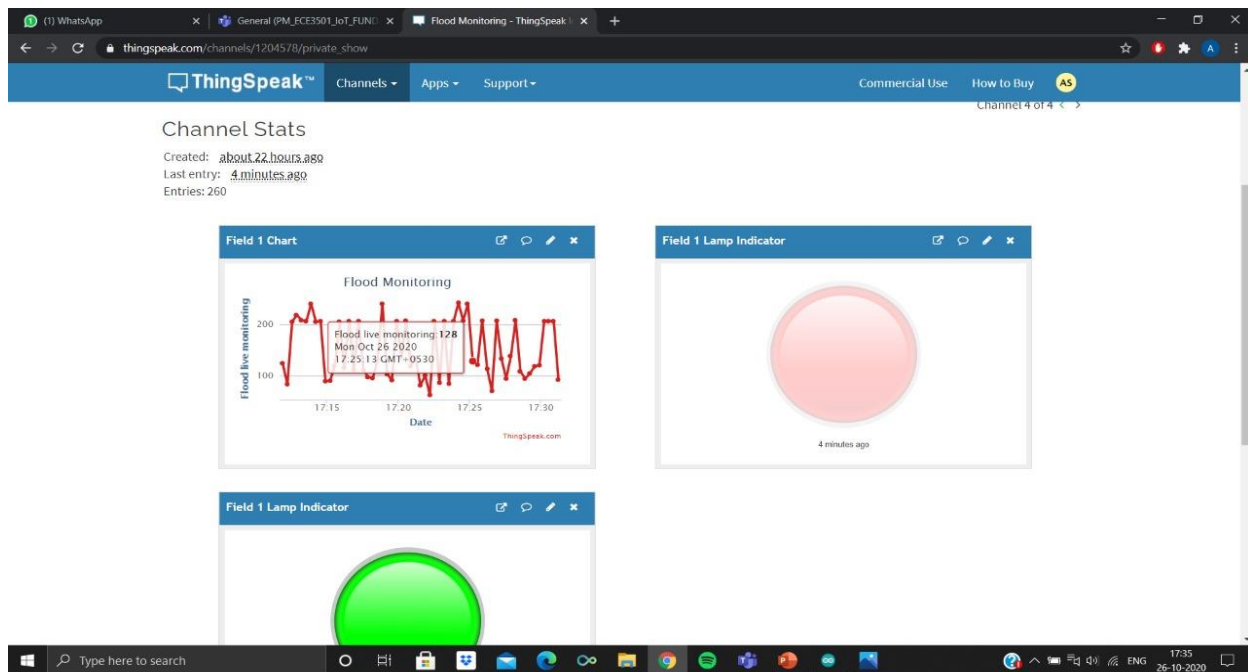 (1) WhatsApp
General (PM_ECE3501_IoT_FUND
Flood Monitoring - ThingSpeak I
thingspeak.com/channels/1204578/private_show
ThingSpeak™
Channels
Apps
Support
Commercial Use
How to Buy
AS
Channel 4 of 4 < >
Channel Stats
Created: about 22 hours ago
Last entry: 4 minutes ago
Entries: 260
Field 1 Chart
Flood Monitoring
Flood live monitoring
200
100
Flood live monitoring: 128
Mon Oct 26 2020
17:25:13 GMT+0530
17:15 17:20 17:25 17:30
Date
ThingSpeak.com
Field 1 Lamp Indicator
4 minutes ago
Field 1 Lamp Indicator
Type here to search
ENG
17:35
26-10-2020